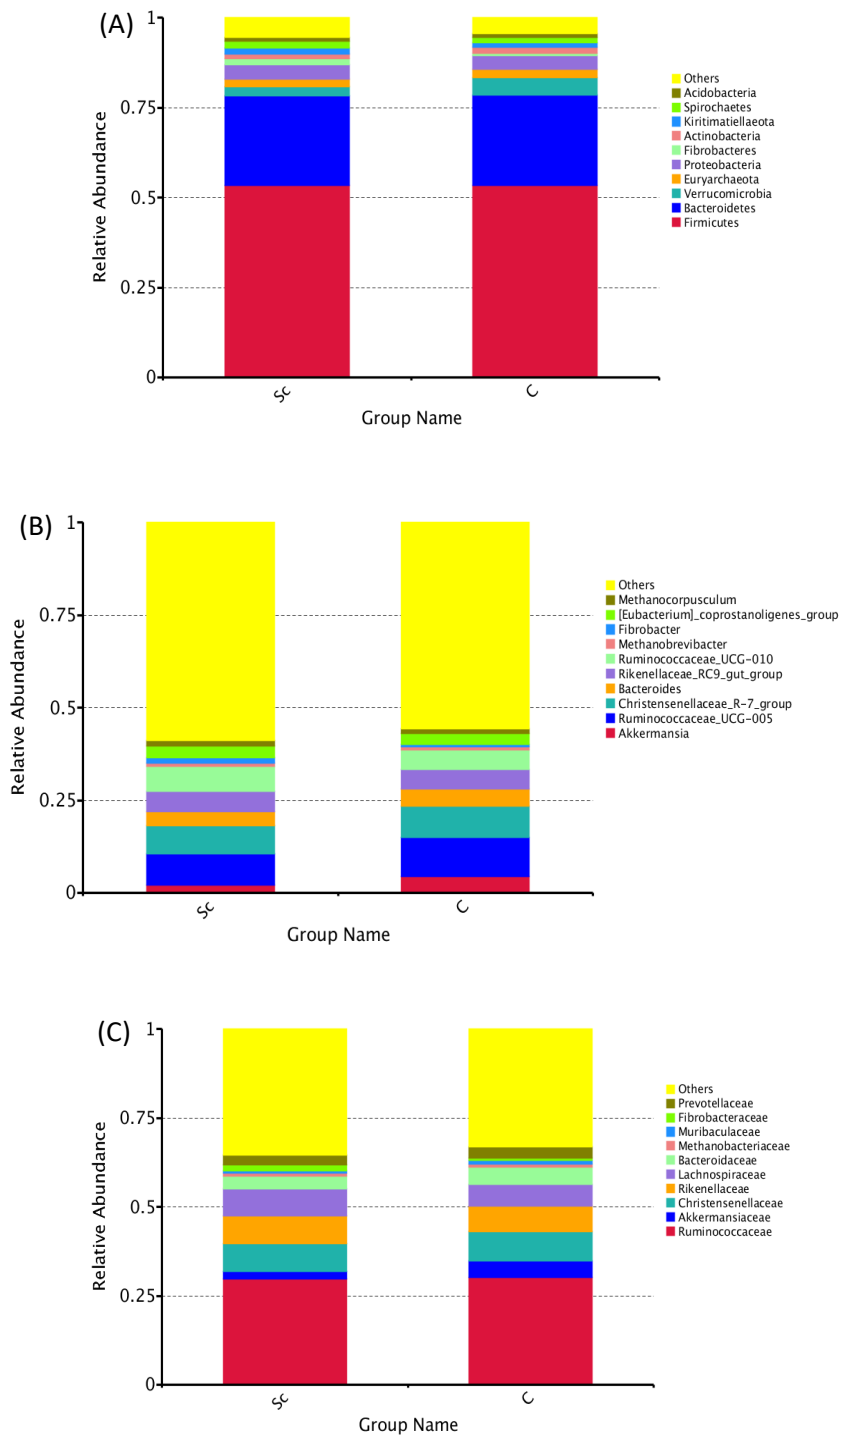 (A)
1
0.75
0.5
0.25
0
Relative Abundance
Sc
C
Group Name
Others
Acidobacteria
Spirochaetes
Kiritimatiellaeota
Actinobacteria
Fibrobacteres
Proteobacteria
Euryarchaeota
Verrucomicrobia
Bacteroidetes
Firmicutes
(B)
1
0.75
0.5
0.25
0
Relative Abundance
Sc
C
Group Name
Others
Methanocorpusculum
[Eubacterium]_coprostanoligenes_group
Fibrobacter
Methanobrevibacter
Ruminococcaceae_UCG-010
Rikenellaceae_RC9_gut_group
Bacteroides
Christensenellaceae_R-7_group
Ruminococcaceae_UCG-005
Akkermansia
(C)
1
0.75
0.5
0.25
0
Relative Abundance
Sc
C
Group Name
Others
Prevotellaceae
Fibrobacteraceae
Muribaculaceae
Methanobacteriaceae
Bacteroidaceae
Lachnospiraceae
Rikenellaceae
Christensenellaceae
Akkermansiaceae
Ruminococcaceae